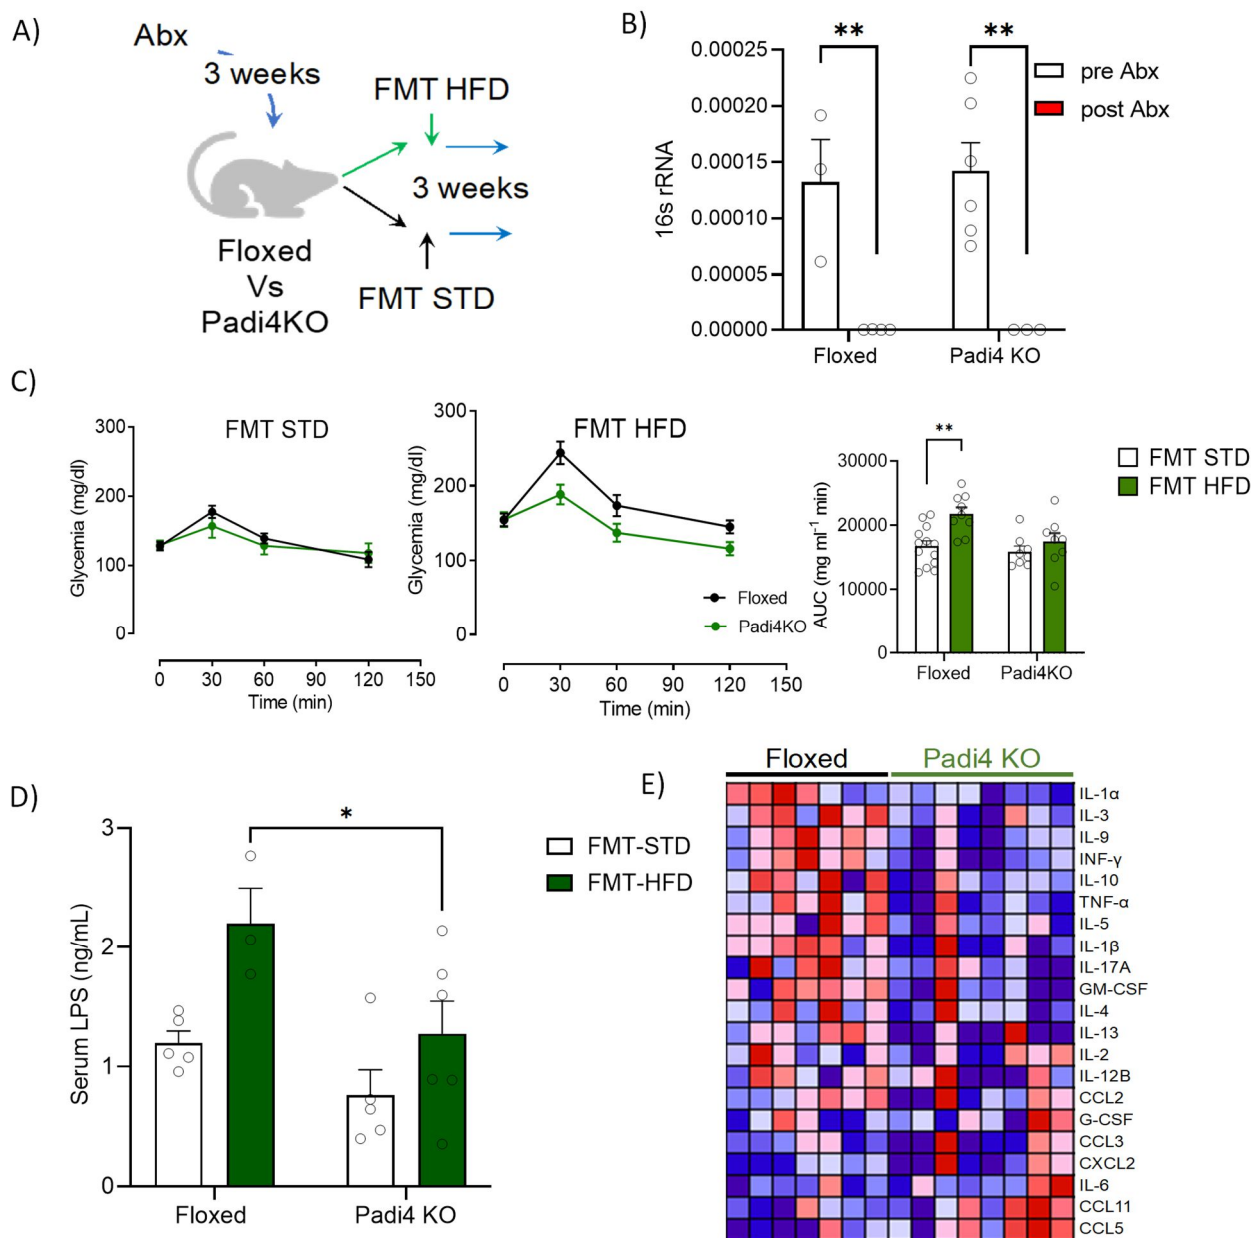 A)
Abx
3 weeks
FMT HFD
3 weeks
FMT STD
Floxed
Vs
Padi4KO
B)
16s rRNA
0.00025
0.00020
0.00015
0.00010
0.00005
0.00000
** **
Floxed Padi4 KO
pre Abx
post Abx
C)
FMT STD
Glycemia (mg/dl)
300
200
100
0
0 30 60 90 120 150
Time (min)
FMT HFD
Glycemia (mg/dl)
300
200
100
0
0 30 60 90 120 150
Time (min)
Floxed
Padi4KO
AUC (mg ml⁻¹ min)
30000
20000
10000
0
**
Floxed Padi4KO
FMT STD
FMT HFD
D)
Serum LPS (ng/mL)
3
2
1
0
*
Floxed Padi4 KO
FMT-STD
FMT-HFD
E)
Floxed Padi4 KO
IL-1α
IL-3
IL-9
INF-γ
IL-10
TNF-α
IL-5
IL-1β
IL-17A
GM-CSF
IL-4
IL-13
IL-2
IL-12B
CCL2
G-CSF
CCL3
CXCL2
IL-6
CCL11
CCL5